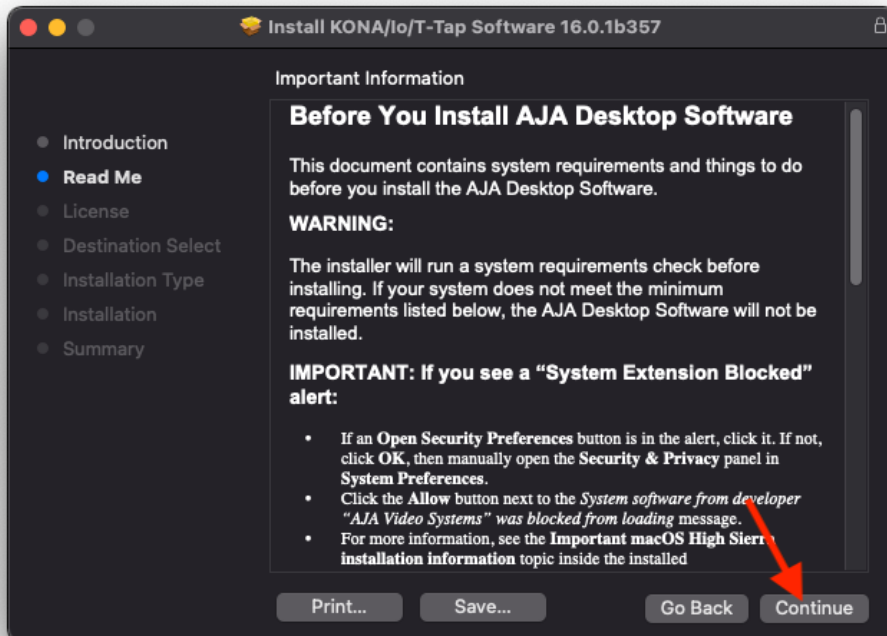 Install KONA/Io/T-Tap Software 16.0.1b357
Important Information
Introduction
Read Me
License
Destination Select
Installation Type
Installation
Summary
Before You Install AJA Desktop Software
This document contains system requirements and things to do
before you install the AJA Desktop Software.
WARNING:
The installer will run a system requirements check before
installing. If your system does not meet the minimum
requirements listed below, the AJA Desktop Software will not be
installed.
IMPORTANT: If you see a “System Extension Blocked”
alert:
• If an Open Security Preferences button is in the alert, click it. If not,
click OK, then manually open the Security & Privacy panel in
System Preferences.
• Click the Allow button next to the System software from developer
“AJA Video Systems” was blocked from loading message.
• For more information, see the Important macOS High Sierra
installation information topic inside the installed
Print...
Save...
Go Back
Continue